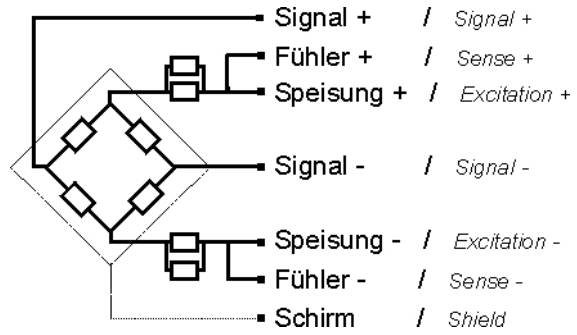 Signal + / Signal +
Fühler + / Sense +
Speisung + / Excitation +
Signal - / Signal -
Speisung - / Excitation -
Fühler - / Sense -
Schirm / Shield